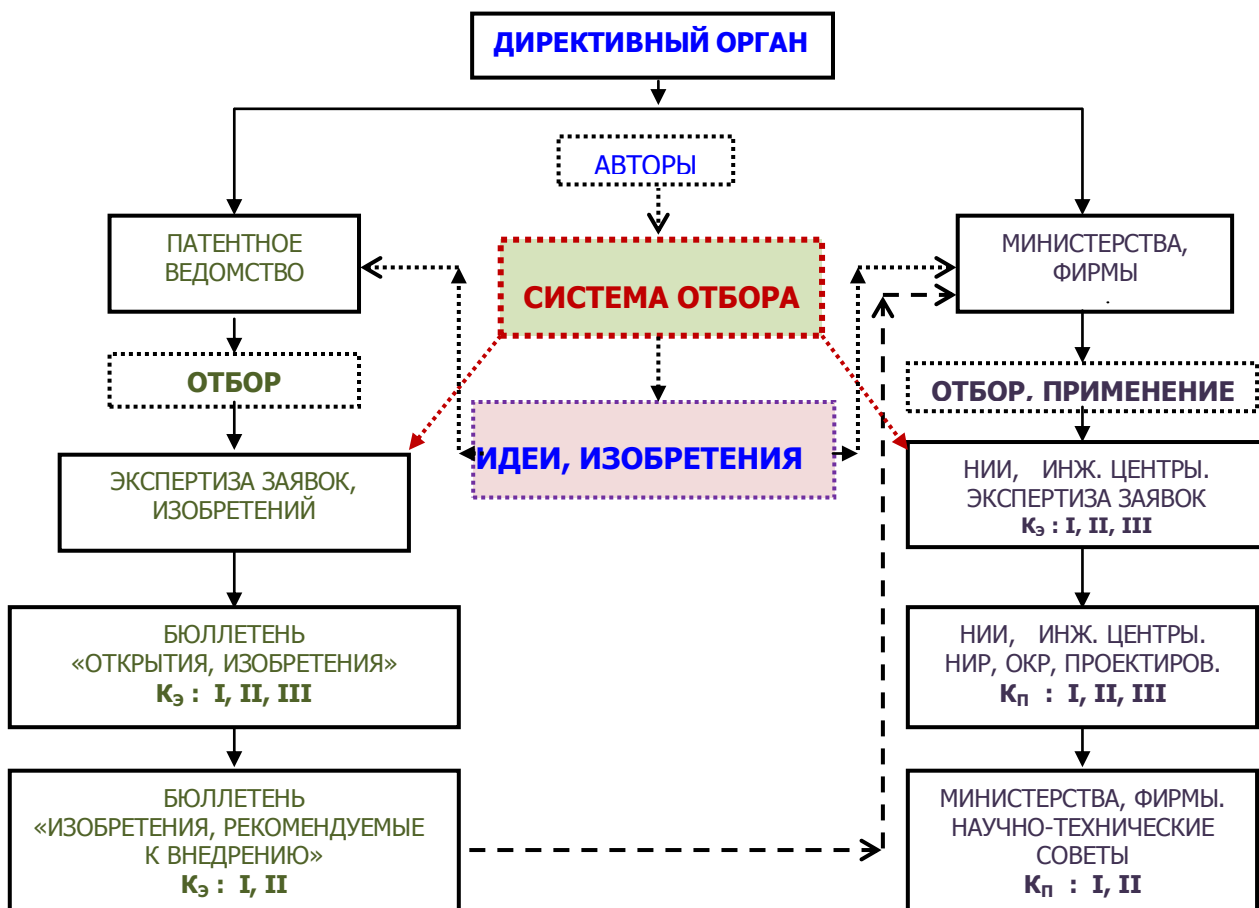 ДИРЕКТИВНЫЙ ОРГАН
АВТОРЫ
ПАТЕНТНОЕ
ВЕДОМСТВО
СИСТЕМА ОТБОРА
МИНИСТЕРСТВА,
ФИРМЫ
.
ОТБОР
ОТБОР. ПРИМЕНЕНИЕ
ИДЕИ, ИЗОБРЕТЕНИЯ
ЭКСПЕРТИЗА ЗАЯВОК,
ИЗОБРЕТЕНИЙ
НИИ, ИНЖ. ЦЕНТРЫ.
ЭКСПЕРТИЗА ЗАЯВОК
Кэ : I, II, III
БЮЛЛЕТЕНЬ
«ОТКРЫТИЯ, ИЗОБРЕТЕНИЯ»
Кэ : I, II, III
НИИ, ИНЖ. ЦЕНТРЫ.
НИР, ОКР, ПРОЕКТИРОВ.
Кп : I, II, III
БЮЛЛЕТЕНЬ
«ИЗОБРЕТЕНИЯ, РЕКОМЕНДУЕМЫЕ
К ВНЕДРЕНИЮ»
Кэ : I, II
МИНИСТЕРСТВА, ФИРМЫ.
НАУЧНО-ТЕХНИЧЕСКИЕ
СОВЕТЫ
Кп : I, II